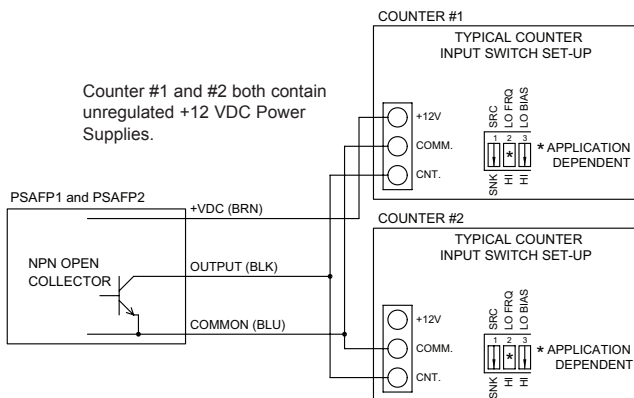 COUNTER #1
TYPICAL COUNTER
INPUT SWITCH SET-UP
Counter #1 and #2 both contain
unregulated +12 VDC Power
Supplies.
+12V
COMM.
CNT.
SRC
LO FRQ
LO BIAS
1 2 3
*
SNK
HI
HI
* APPLICATION
DEPENDENT
PSAFP1 and PSAFP2
+VDC (BRN)
NPN OPEN
COLLECTOR
OUTPUT (BLK)
COMMON (BLU)
COUNTER #2
TYPICAL COUNTER
INPUT SWITCH SET-UP
+12V
COMM.
CNT.
SRC
LO FRQ
LO BIAS
1 2 3
*
SNK
HI
HI
* APPLICATION
DEPENDENT